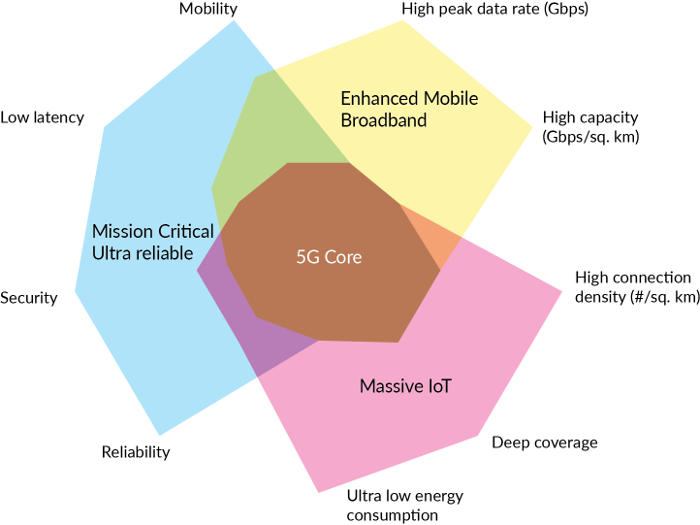 Mobility
High peak data rate (Gbps)
Low latency
Enhanced Mobile
Broadband
High capacity
(Gbps/sq. km)
Mission Critical
Ultra reliable
5G Core
Security
High connection
density (#/sq. km)
Massive IoT
Reliability
Deep coverage
Ultra low energy
consumption